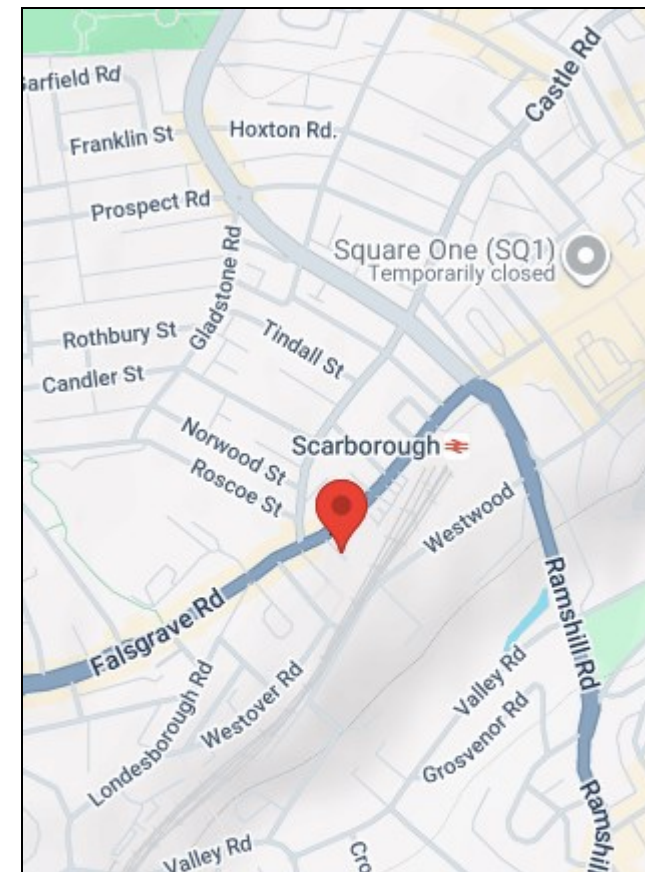 Garfield Rd
Castle Rd
Franklin St
Hoxton Rd.
Prospect Rd
Gladstone Rd
Square One (SQ1)
Temporarily closed
Rothbury St
Tindall St
Candler St
Norwood St
Scarborough
Roscoe St
Westwood
Falsgrave Rd
Ramshill Rd
Londesborough Rd
Westover Rd
Valley Rd
Grosvenor Rd
Ramshil
Valley Rd
Cro